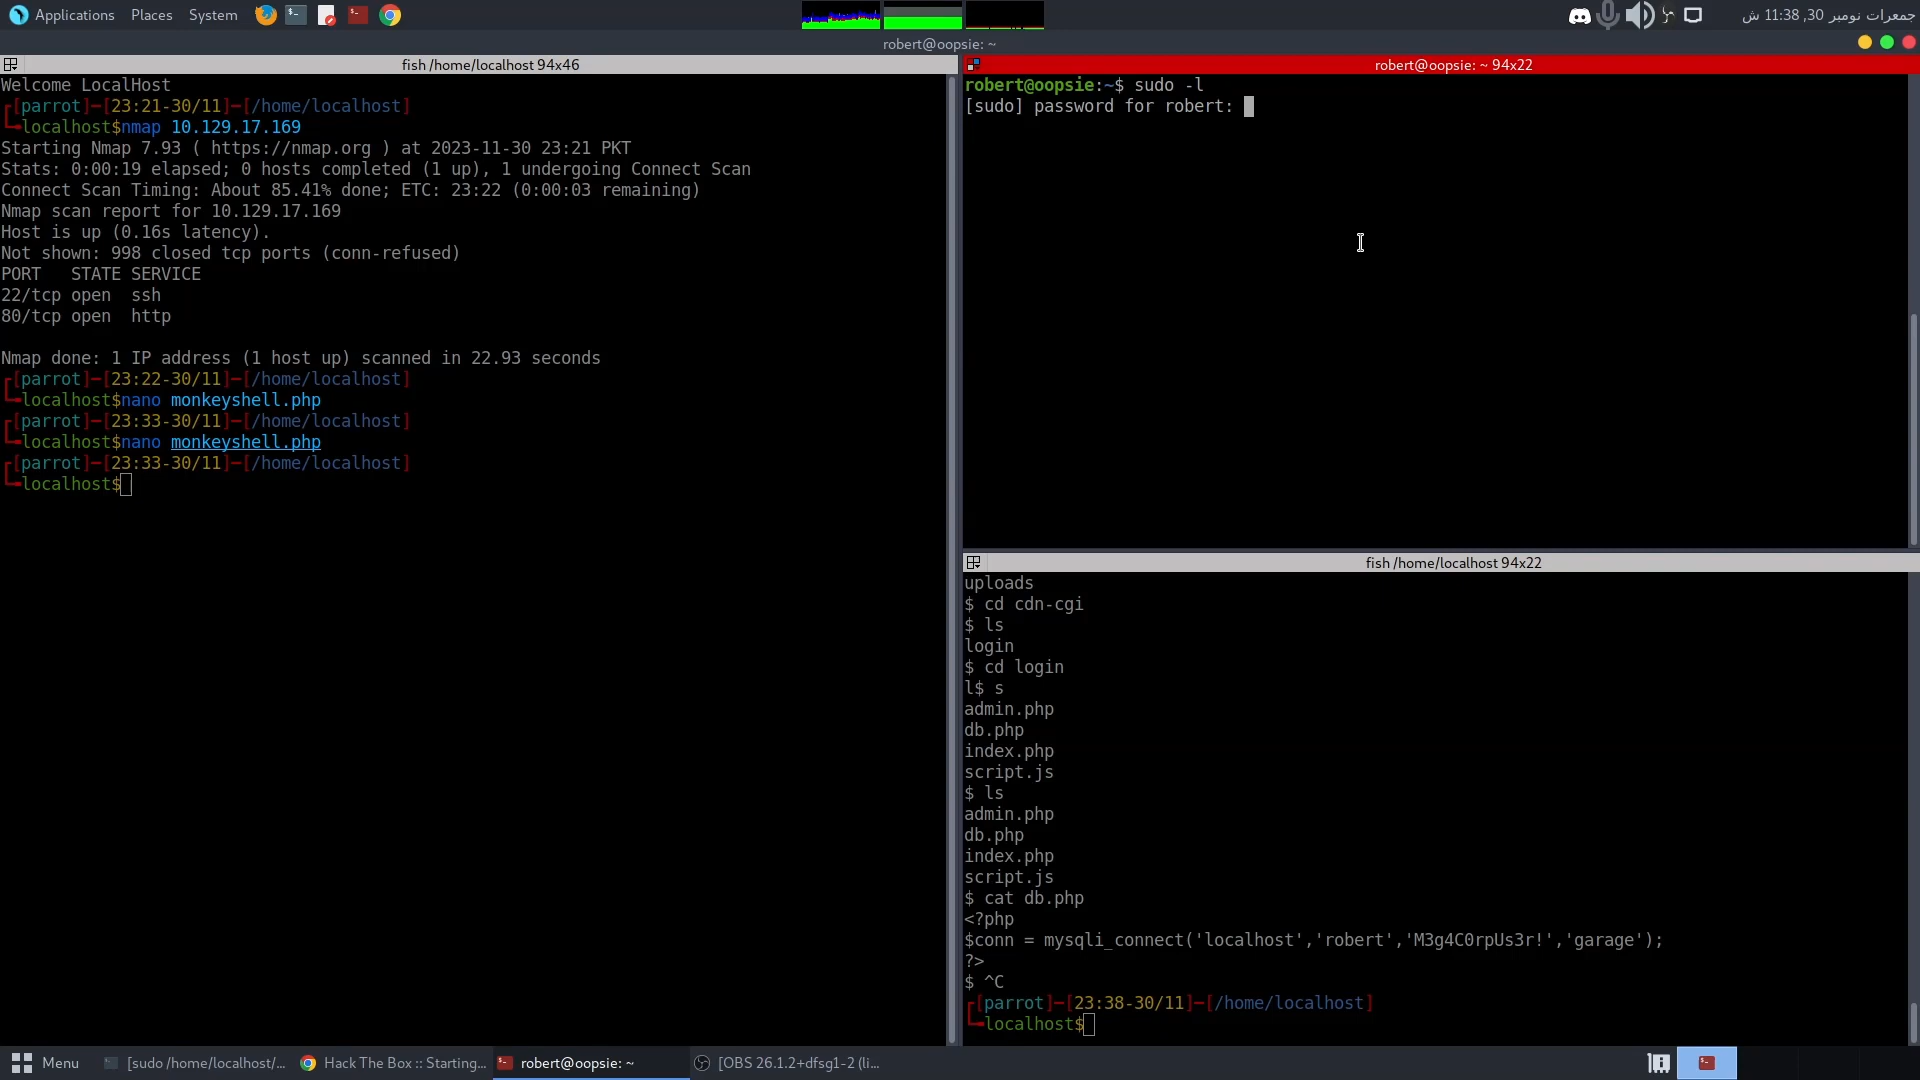 Applications Places System
جمعرات نومبر 30, 11:38 ش
robert@oopsie: ~
fish /home/localhost 94x46
Welcome LocalHost
┌[parrot]─[23:21-30/11]─[/home/localhost]
└╼localhost$nmap 10.129.17.169
Starting Nmap 7.93 ( https://nmap.org ) at 2023-11-30 23:21 PKT
Stats: 0:00:19 elapsed; 0 hosts completed (1 up), 1 undergoing Connect Scan
Connect Scan Timing: About 85.41% done; ETC: 23:22 (0:00:03 remaining)
Nmap scan report for 10.129.17.169
Host is up (0.16s latency).
Not shown: 998 closed tcp ports (conn-refused)
PORT   STATE SERVICE
22/tcp open  ssh
80/tcp open  http
Nmap done: 1 IP address (1 host up) scanned in 22.93 seconds
┌[parrot]─[23:22-30/11]─[/home/localhost]
└╼localhost$nano monkeyshell.php
┌[parrot]─[23:33-30/11]─[/home/localhost]
└╼localhost$nano monkeyshell.php
┌[parrot]─[23:33-30/11]─[/home/localhost]
└╼localhost$
robert@oopsie: ~ 94x22
robert@oopsie:~$ sudo -l
[sudo] password for robert:
fish /home/localhost 94x22
uploads
$ cd cdn-cgi
$ ls
login
$ cd login
l$ s
admin.php
db.php
index.php
script.js
$ ls
admin.php
db.php
index.php
script.js
$ cat db.php
<?php
$conn = mysqli_connect('localhost','robert','M3g4C0rpUs3r!','garage');
?>
$ ^C
┌[parrot]─[23:38-30/11]─[/home/localhost]
└╼localhost$
Menu [sudo /home/localhost/... Hack The Box :: Starting... robert@oopsie: ~ [OBS 26.1.2+dfsg1-2 (li...